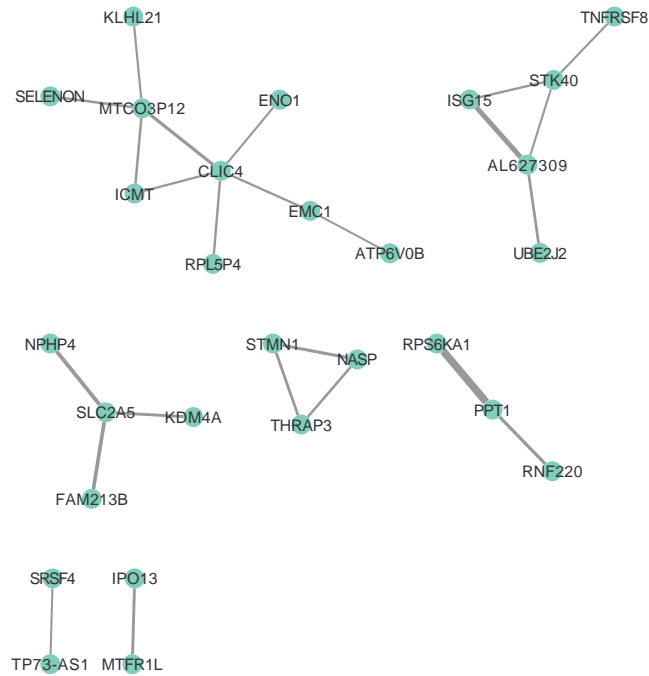 KLHL21
TNFRSF8
SELENON
MTCO3P12
ENO1
STK40
ISG15
CLIC4
AL627309
ICMT
EMC1
RPL5P4
ATP6V0B
UBE2J2
NPHP4
STMN1
NASP
RPS6KA1
SLC2A5
KDM4A
THRAP3
PPT1
FAM213B
RNF220
SRSF4
IPO13
TP73-AS1
MTFR1L